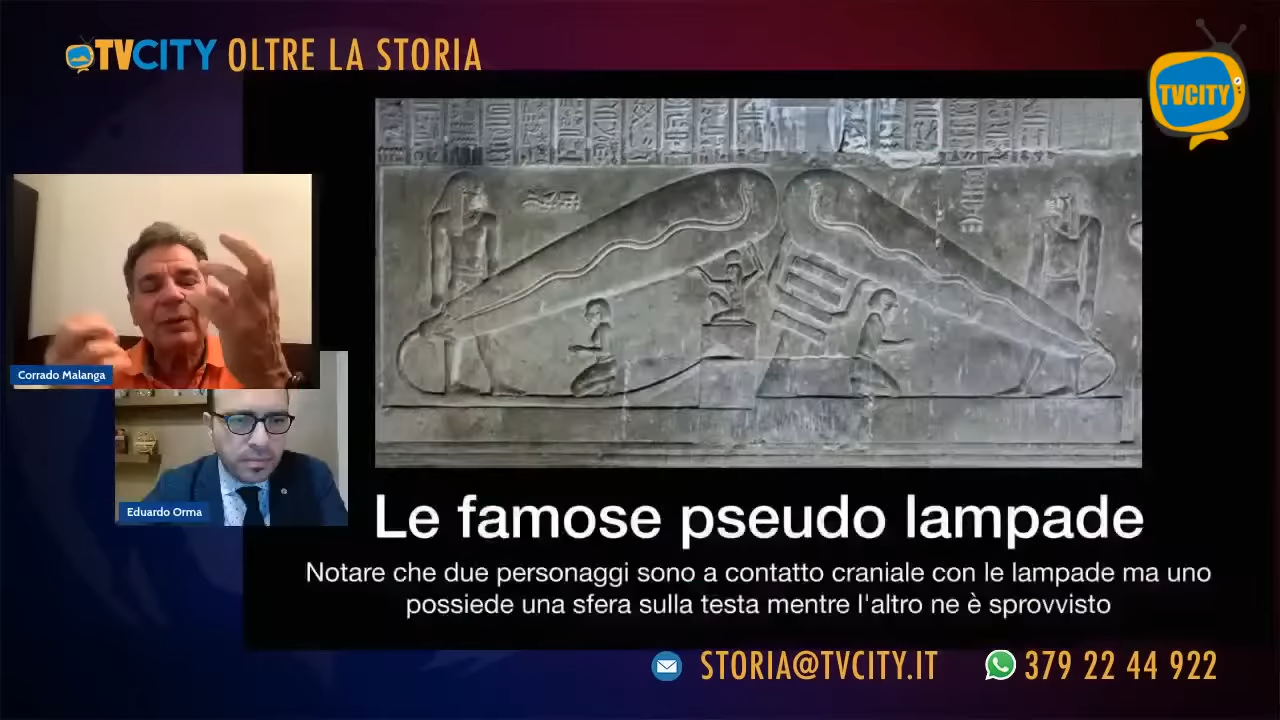 TVCITY OLTRE LA STORIA
TVCITY
Corrado Malanga
Eduardo Orma
Le famose pseudo lampade
Notare che due personaggi sono a contatto craniale con le lampade ma uno
possiede una sfera sulla testa mentre l'altro ne è sprovvisto
STORIA@TVCITY.IT
379 22 44 922